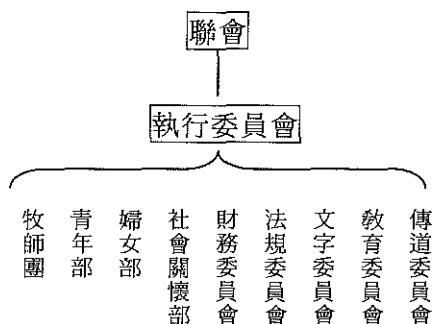 聯會
執行委員會
牧師團
青年部
婦女部
社會關懷部
財務委員會
法規委員會
文字委員會
教育委員會
傳道委員會